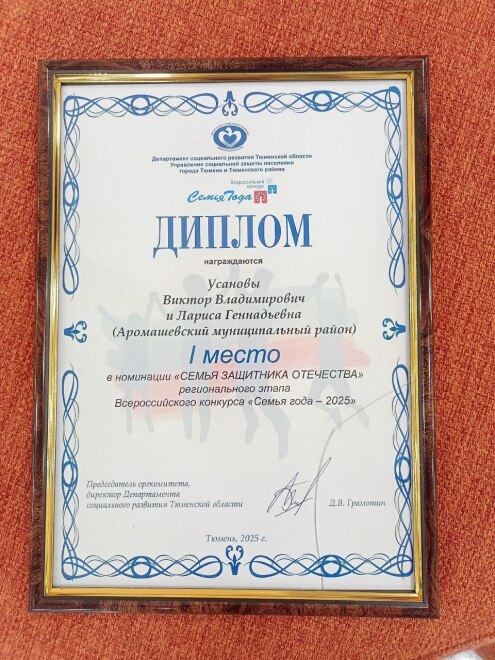 Департамент социального развития Тюменской области
Управление социальной защиты населения
города Тюмени и Тюменского района
Всероссийский
конкурс
Семья Года
ДИПЛОМ
награждаются
Усановы
Виктор Владимирович
и Лариса Геннадьевна
(Аромашевский муниципальный район)
I место
в номинации «СЕМЬЯ ЗАЩИТНИКА ОТЕЧЕСТВА»
регионального этапа
Всероссийского конкурса «Семья года – 2025»
Председатель оргкомитета,
директор Департамента
социального развития Тюменской области
Д.В. Грамотин
Тюмень, 2025 г.